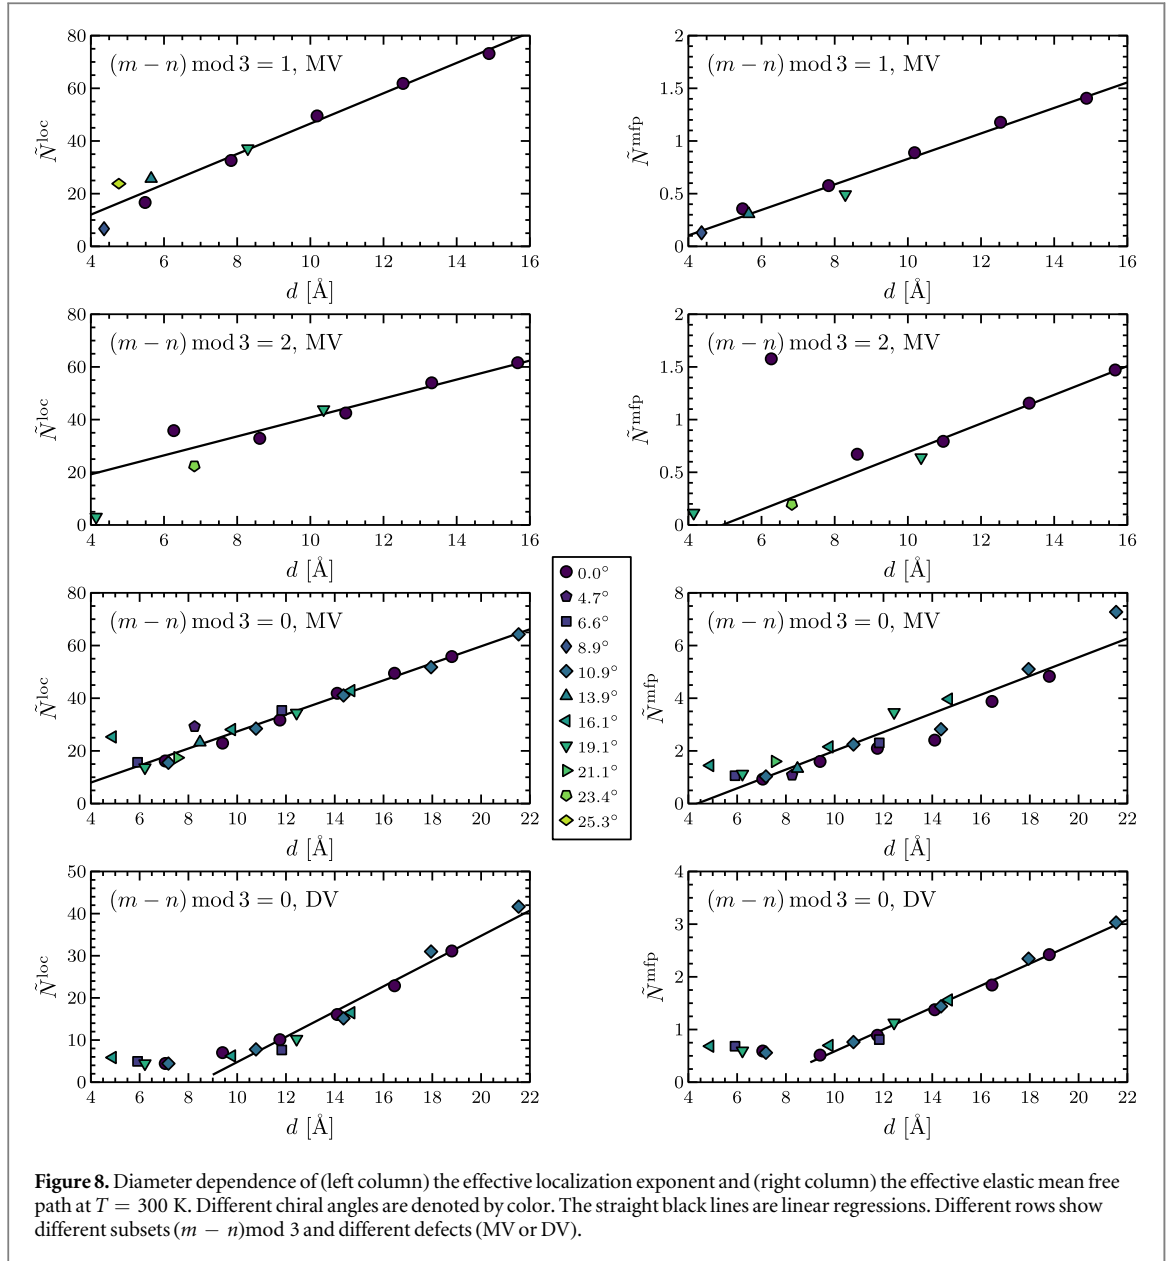 80
60
40
20
0
Ñ^loc
(m − n) mod 3 = 1, MV
4 6 8 10 12 14 16
d [Å]
2
1.5
1
0.5
0
Ñ^mfp
(m − n) mod 3 = 1, MV
4 6 8 10 12 14 16
d [Å]
80
60
40
20
0
Ñ^loc
(m − n) mod 3 = 2, MV
4 6 8 10 12 14 16
d [Å]
2
1.5
1
0.5
0
Ñ^mfp
(m − n) mod 3 = 2, MV
4 6 8 10 12 14 16
d [Å]
0.0°
4.7°
6.6°
8.9°
10.9°
13.9°
16.1°
19.1°
21.1°
23.4°
25.3°
80
60
40
20
0
Ñ^loc
(m − n) mod 3 = 0, MV
4 6 8 10 12 14 16 18 20 22
d [Å]
8
6
4
2
0
Ñ^mfp
(m − n) mod 3 = 0, MV
4 6 8 10 12 14 16 18 20 22
d [Å]
50
40
30
20
10
0
Ñ^loc
(m − n) mod 3 = 0, DV
4 6 8 10 12 14 16 18 20 22
d [Å]
4
3
2
1
0
Ñ^mfp
(m − n) mod 3 = 0, DV
4 6 8 10 12 14 16 18 20 22
d [Å]
Figure 8. Diameter dependence of (left column) the effective localization exponent and (right column) the effective elastic mean free
path at T = 300 K. Different chiral angles are denoted by color. The straight black lines are linear regressions. Different rows show
different subsets (m − n)mod 3 and different defects (MV or DV).